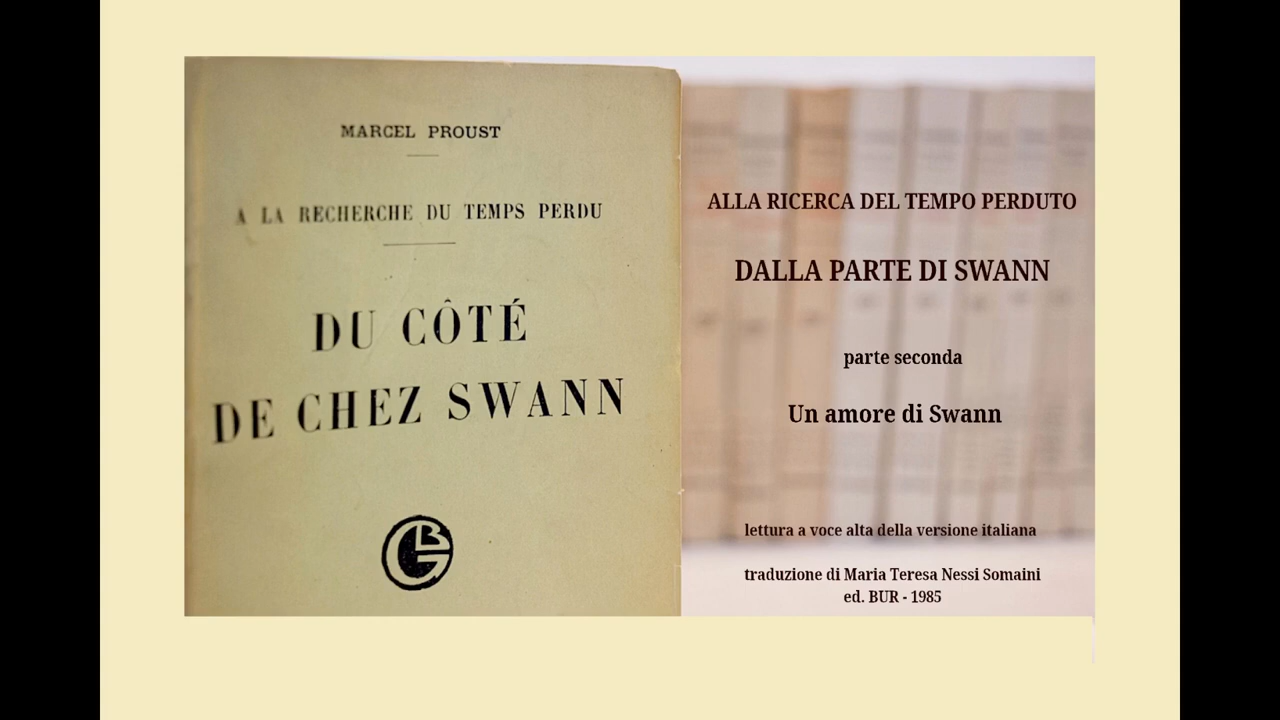 MARCEL PROUST
A LA RECHERCHE DU TEMPS PERDU
DU CÔTÉ
DE CHEZ SWANN
ALLA RICERCA DEL TEMPO PERDUTO
DALLA PARTE DI SWANN
parte seconda
Un amore di Swann
lettura a voce alta della versione italiana
traduzione di Maria Teresa Nessi Somaini
ed. BUR - 1985